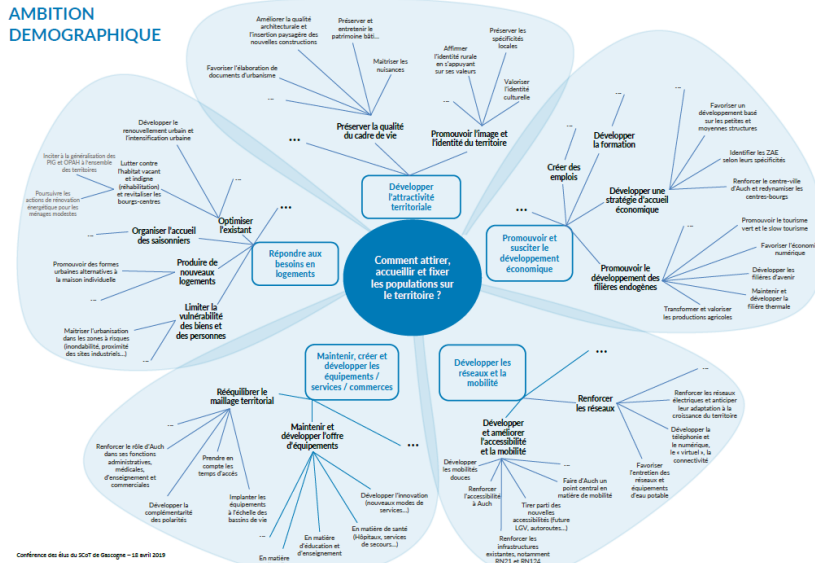 AMBITION
DEMOGRAPHIQUE
Améliorer la qualité
architecturale et
l'insertion paysagère des
nouvelles constructions
Préserver et
entretenir le
patrimoine bâti...
Favoriser l'élaboration de
documents d'urbanisme
Maîtriser les
nuisances
...
...
Préserver la qualité
du cadre de vie
Affirmer
l'identité rurale
en s'appuyant
sur ses valeurs
Préserver les
spécificités
locales
Valoriser
l'identité
culturelle
...
Promouvoir l'image et
l'identité du territoire
Développer
l'attractivité
territoriale
Développer le
renouvellement urbain et
l'intensification urbaine
Inciter à la généralisation des
PIG et OPAH à l'ensemble
des territoires
Poursuivre les
actions de rénovation
énergétique pour les
ménages modestes
Lutter contre
l'habitat vacant
et indigne
(réhabilitation)
et revitaliser les
bourgs-centres
...
...
Optimiser
l'existant
...
Organiser l'accueil
des saisonniers
Promouvoir des formes
urbaines alternatives à
la maison individuelle
...
Produire de
nouveaux
logements
Limiter la
vulnérabilité
des biens et
des personnes
Maîtriser l'urbanisation
dans les zones à risques
(inondabilité, proximité
des sites industriels...)
...
Répondre aux
besoins en
logements
Comment attirer,
accueillir et fixer
les populations sur
le territoire ?
Promouvoir et
susciter le
développement
économique
...
...
Créer des
emplois
...
Développer
la formation
...
Favoriser un
développement basé
sur les petites et
moyennes structures
Identifier les ZAE
selon leurs spécificités
Renforcer le centre-ville
d'Auch et redynamiser les
centres-bourgs
Développer une
stratégie d'accueil
économique
...
Promouvoir le tourisme
vert et le slow tourisme
Favoriser l'économi
numérique
Développer les
filières d'avenir
Maintenir et
développer la
filière thermale
Transformer et valoriser
les productions agricoles
Promouvoir le
développement des
filières endogènes
Maintenir, créer et
développer les
équipements /
services / commerces
Rééquilibrer le
maillage territorial
...
Renforcer le rôle d'Auch
dans ses fonctions
administratives,
médicales,
d'enseignement et
commerciales
Prendre en
compte les
temps d'accès
Développer la
complémentarité
des polarités
Implanter les
équipements
à l'échelle des
bassins de vie
Maintenir et
développer l'offre
d'équipements
...
...
En matière
En matière
d'éducation et
d'enseignement
En matière de santé
(Hôpitaux, services
de secours...)
Développer l'innovation
(nouveaux modes de
services...)
Développer les
réseaux et la
mobilité
...
Développer
et améliorer
l'accessibilité
et la mobilité
Développer
les mobilités
douces
Renforcer
l'accessibilité
à Auch
Renforcer les
infrastructures
existantes, notamment
RN21 et RN124
Tirer parti des
nouvelles
accessibilités (future
LGV, autoroutes...)
Faire d'Auch un
point central en
matière de mobilité
...
Renforcer
les réseaux
...
Renforcer les réseaux
électriques et anticiper
leur adaptation à la
croissance du territoire
Développer la
téléphonie et
le numérique,
le « virtuel », la
connectivité
Favoriser
l'entretien des
réseaux et
équipements
d'eau potable
...
Conférence des élus du SCoT de Gascogne – 18 avril 2019